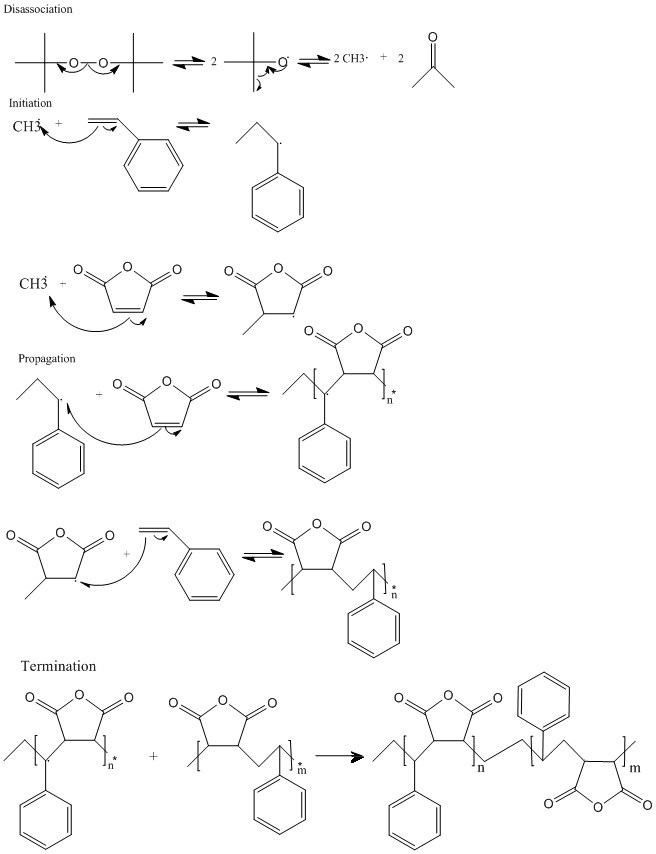 Disassociation
O O 2 O· 2 CH3· + 2 O
Initiation
CH3· +
·
O O O O O O
CH3· + ·
O O O
Propagation
O O O
+ n*
·
O O O O O O
+ n*
Termination
O O O O O O O O O
n* + m* n m
O O O